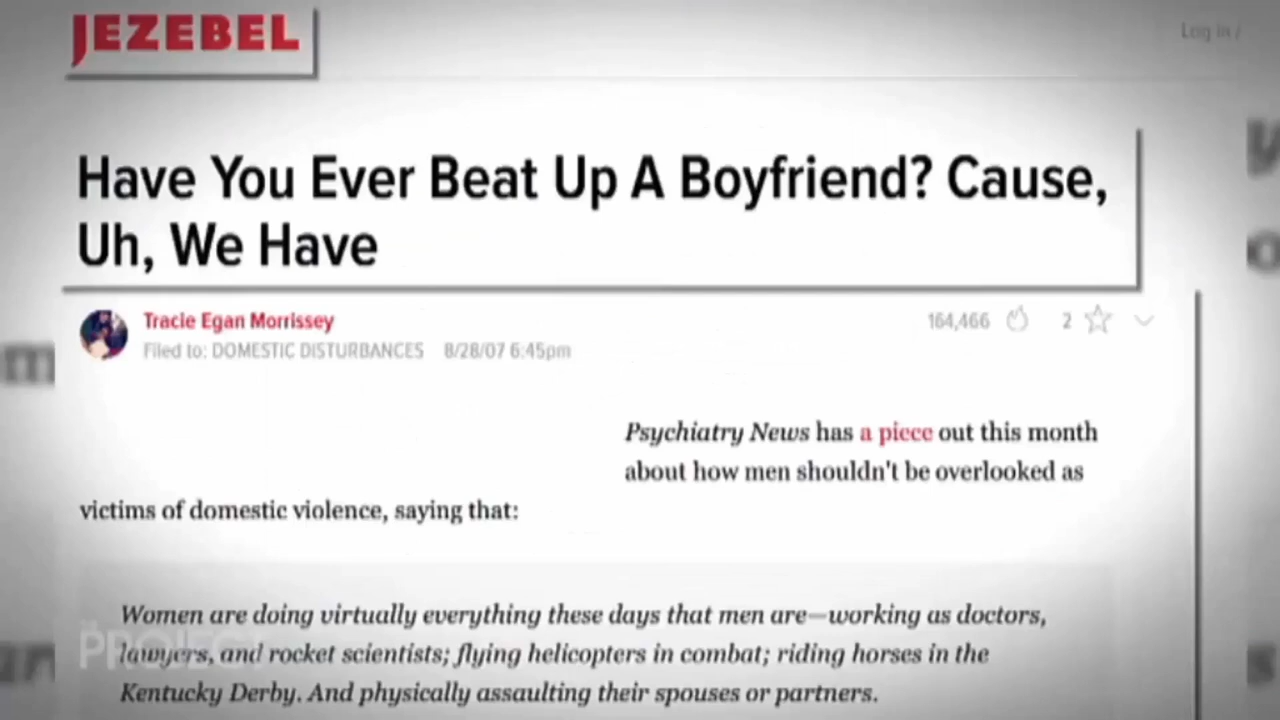 JEZEBEL
Log in /
Have You Ever Beat Up A Boyfriend? Cause,
Uh, We Have
Tracie Egan Morrissey
164,466 2
Filed to: DOMESTIC DISTURBANCES 8/28/07 6:45pm
Psychiatry News has a piece out this month
about how men shouldn't be overlooked as
victims of domestic violence, saying that:
Women are doing virtually everything these days that men are—working as doctors,
lawyers, and rocket scientists; flying helicopters in combat; riding horses in the
Kentucky Derby. And physically assaulting their spouses or partners.
THE
PROJECT